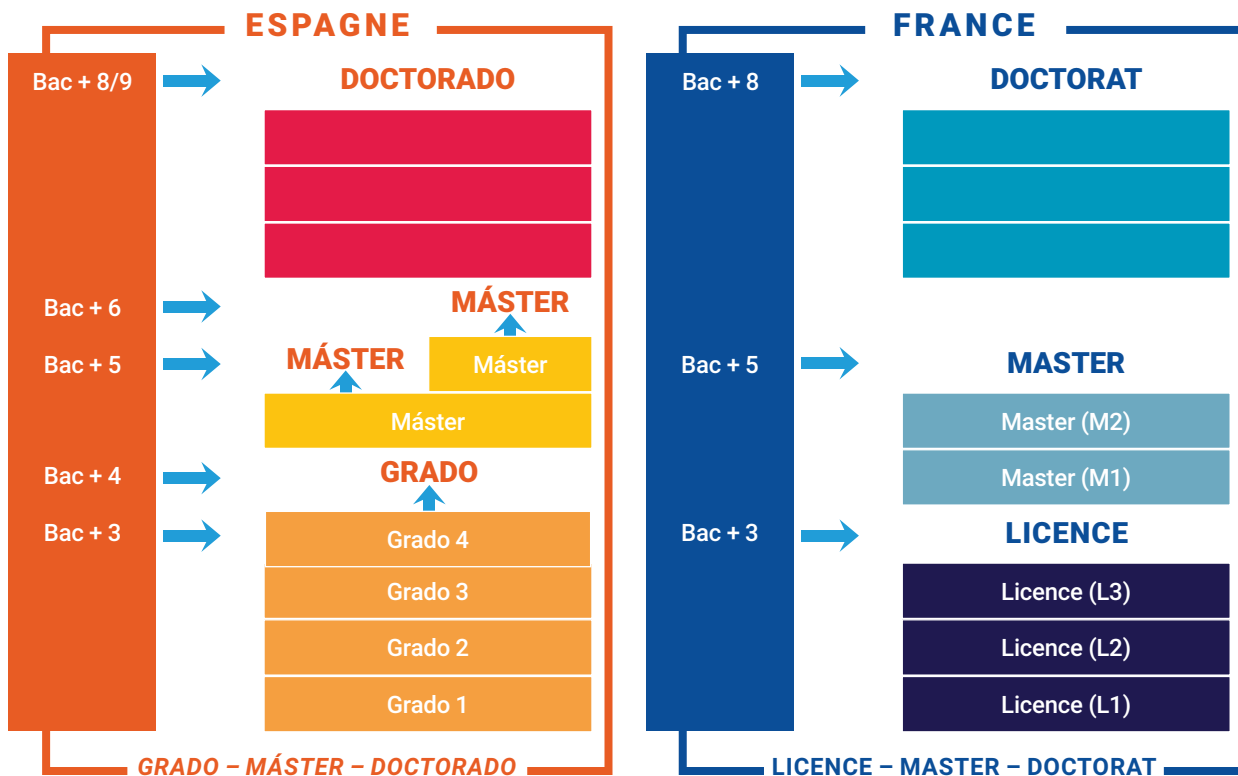 ESPAGNE
Bac + 8/9
DOCTORADO
Bac + 6
MÁSTER
Bac + 5
MÁSTER
Máster
Máster
Bac + 4
GRADO
Bac + 3
Grado 4
Grado 3
Grado 2
Grado 1
GRADO – MÁSTER – DOCTORADO
FRANCE
Bac + 8
DOCTORAT
Bac + 5
MASTER
Master (M2)
Master (M1)
Bac + 3
LICENCE
Licence (L3)
Licence (L2)
Licence (L1)
LICENCE – MASTER – DOCTORAT